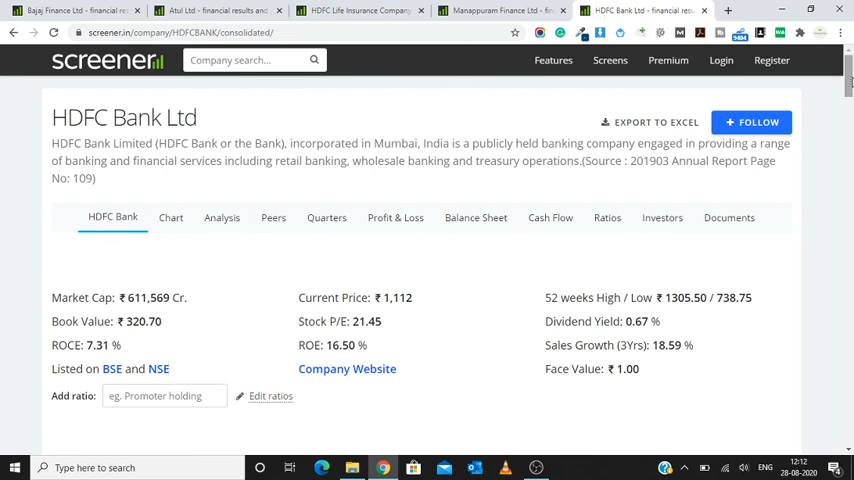 Bajaj Finance Ltd - financial resu
Atul Ltd - financial results and
HDFC Life Insurance Company
Manappuram Finance Ltd - fin
HDFC Bank Ltd - financial resu
screener.in/company/HDFCBANK/consolidated/
screener
Company search...
Features Screens Premium Login Register
HDFC Bank Ltd
EXPORT TO EXCEL
+ FOLLOW
HDFC Bank Limited (HDFC Bank or the Bank), incorporated in Mumbai, India is a publicly held banking company engaged in providing a range
of banking and financial services including retail banking, wholesale banking and treasury operations.(Source : 201903 Annual Report Page
No: 109)
HDFC Bank Chart Analysis Peers Quarters Profit & Loss Balance Sheet Cash Flow Ratios Investors Documents
Market Cap: ₹ 611,569 Cr. Current Price: ₹ 1,112 52 weeks High / Low ₹ 1305.50 / 738.75
Book Value: ₹ 320.70 Stock P/E: 21.45 Dividend Yield: 0.67 %
ROCE: 7.31 % ROE: 16.50 % Sales Growth (3Yrs): 18.59 %
Listed on BSE and NSE Company Website Face Value: ₹ 1.00
Add ratio: eg. Promoter holding Edit ratios
Type here to search
ENG
12:12
28-08-2020